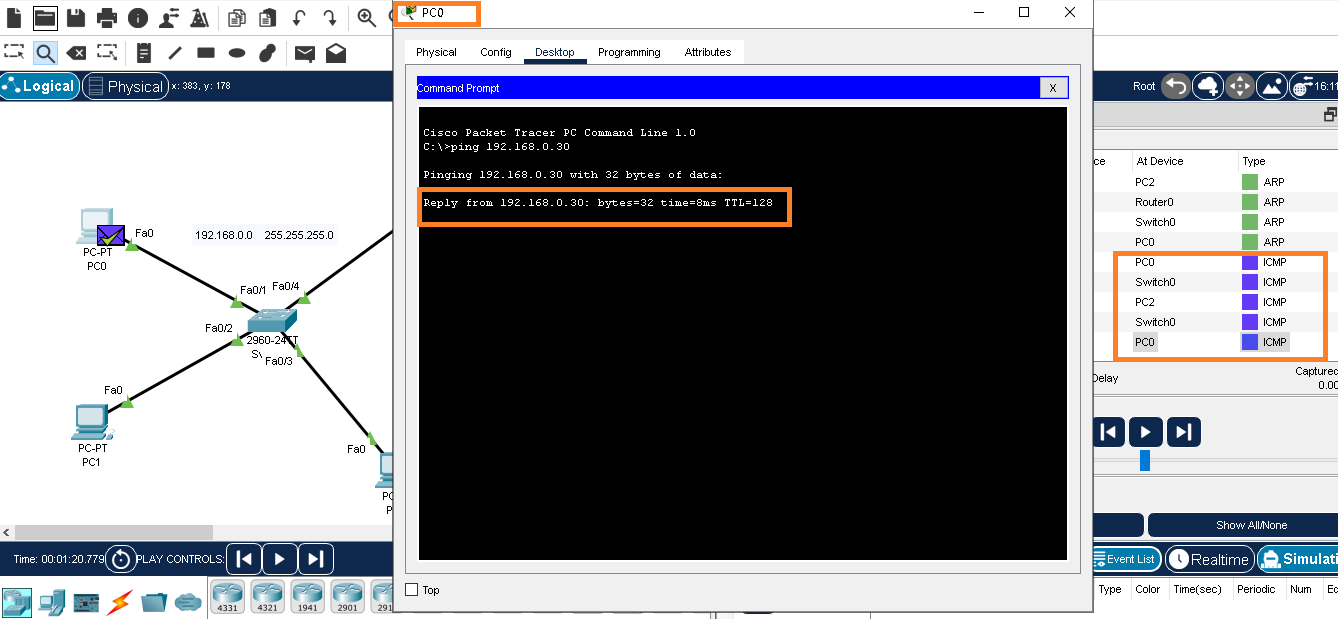 PC0
Physical Config Desktop Programming Attributes
Logical Physical x: 383, y: 178
Command Prompt X
Root 16:11
Cisco Packet Tracer PC Command Line 1.0
C:\>ping 192.168.0.30
Pinging 192.168.0.30 with 32 bytes of data:
Reply from 192.168.0.30: bytes=32 time=8ms TTL=128
ce At Device Type
PC2 ARP
Router0 ARP
Switch0 ARP
PC0 ARP
PC0 ICMP
Switch0 ICMP
PC2 ICMP
Switch0 ICMP
PC0 ICMP
Fa0
192.168.0.0 255.255.255.0
PC-PT
PC0
Fa0/1 Fa0/4
Fa0/2
2960-24TT
Fa0/3
Fa0
PC-PT
PC1
Fa0
PC
P
Delay
Captured
0.00
Show All/None
Time: 00:01:20.779 PLAY CONTROLS:
Event List Realtime Simulati
4331 4321 1941 2901 291
Top
Type Color Time(sec) Periodic Num Ec